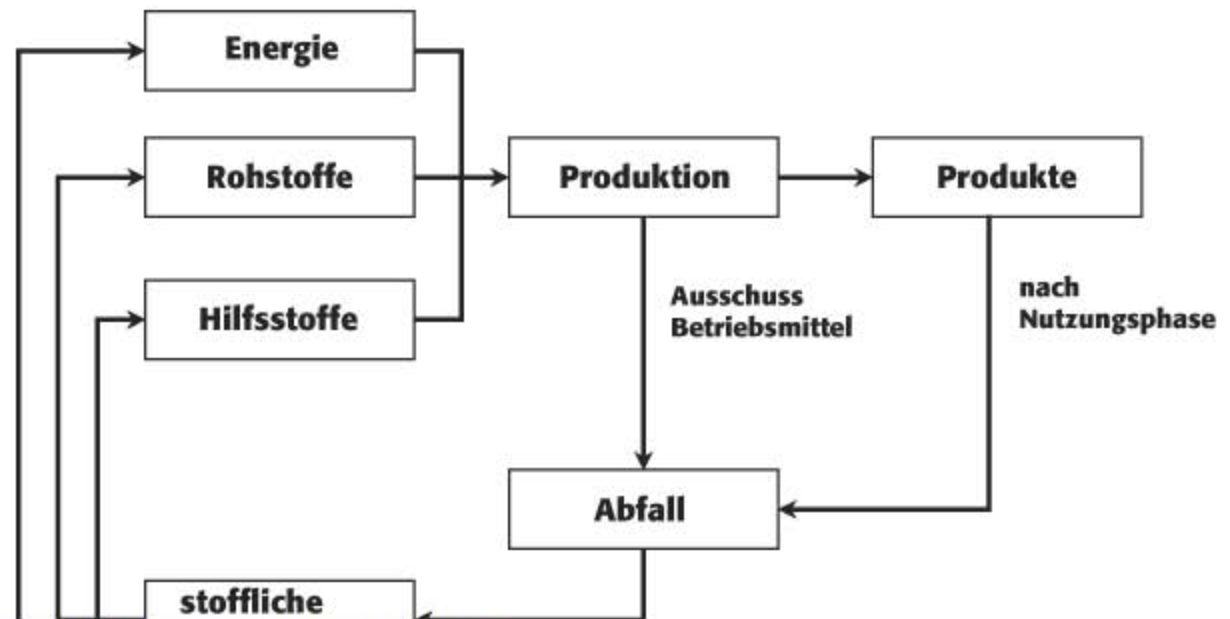 Energie
Rohstoffe
Produktion
Produkte
Hilfsstoffe
Ausschuss
Betriebsmittel
nach
Nutzungsphase
Abfall
stoffliche